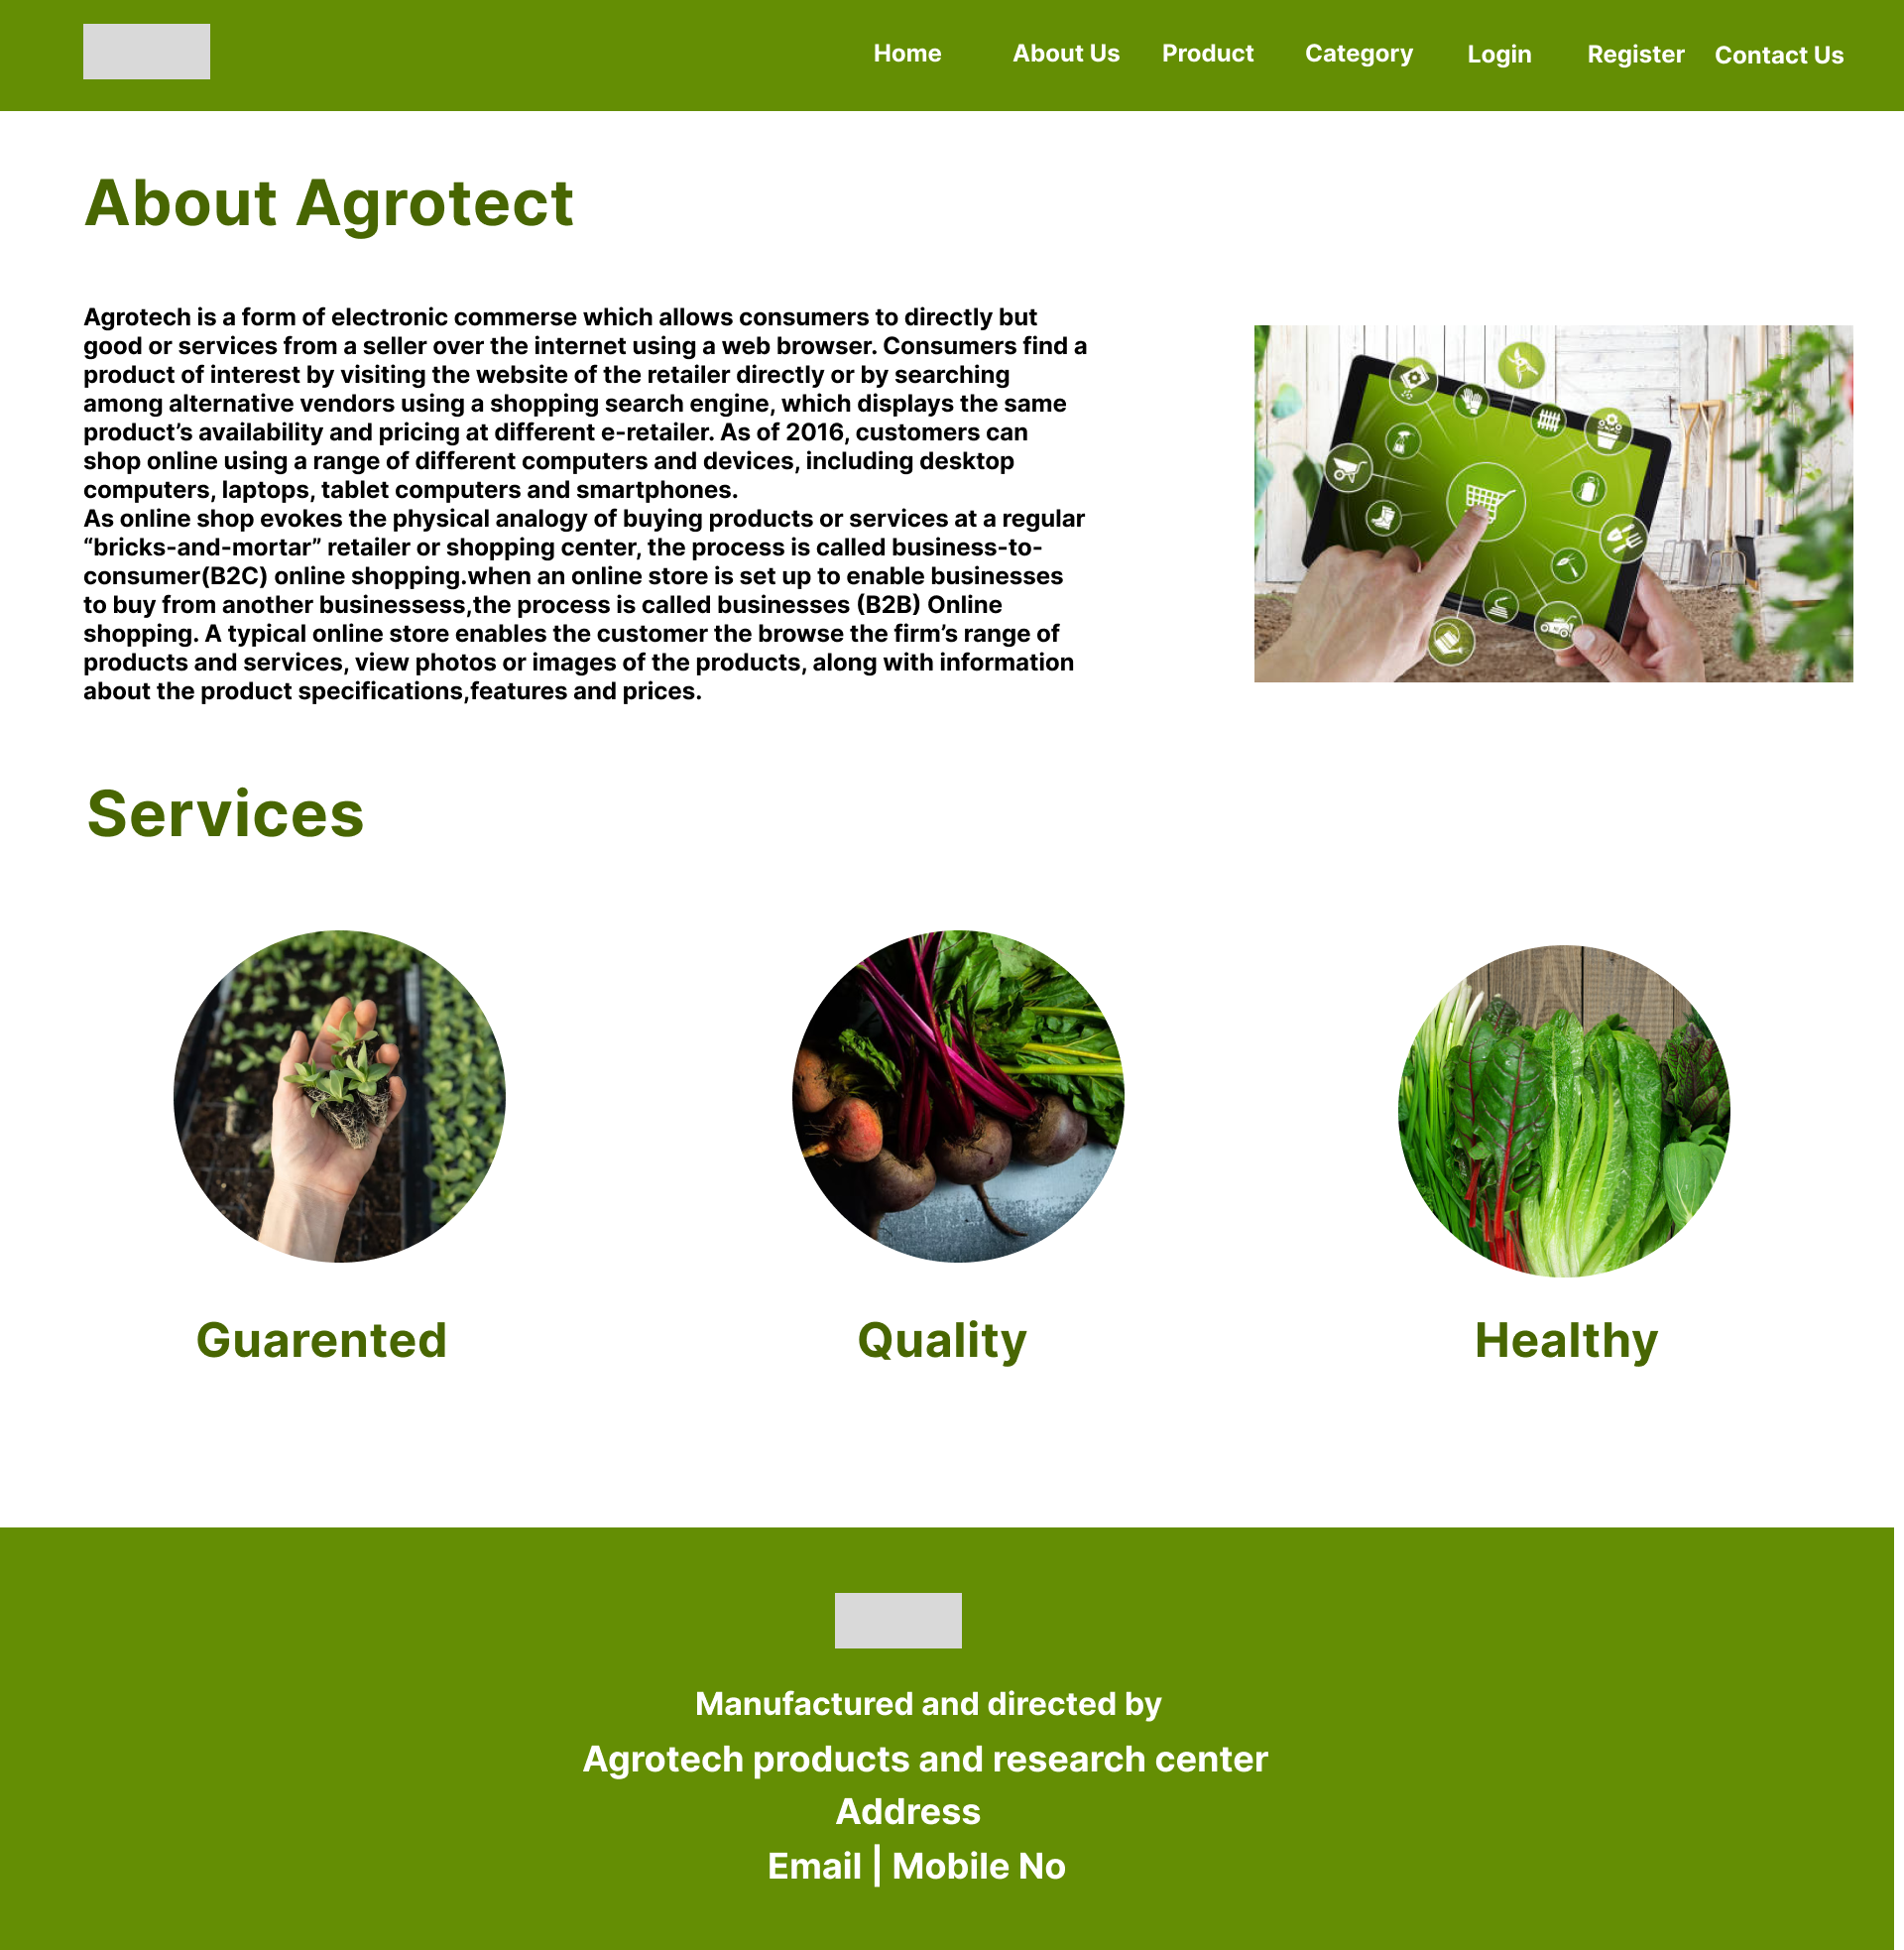 Home About Us Product Category Login Register Contact Us
About Agrotect
Agrotech is a form of electronic commerse which allows consumers to directly but
good or services from a seller over the internet using a web browser. Consumers find a
product of interest by visiting the website of the retailer directly or by searching
among alternative vendors using a shopping search engine, which displays the same
product’s availability and pricing at different e-retailer. As of 2016, customers can
shop online using a range of different computers and devices, including desktop
computers, laptops, tablet computers and smartphones.
As online shop evokes the physical analogy of buying products or services at a regular
“bricks-and-mortar” retailer or shopping center, the process is called business-to-
consumer(B2C) online shopping.when an online store is set up to enable businesses
to buy from another businessess,the process is called businesses (B2B) Online
shopping. A typical online store enables the customer the browse the firm’s range of
products and services, view photos or images of the products, along with information
about the product specifications,features and prices.
Services
Guarented
Quality
Healthy
Manufactured and directed by
Agrotech products and research center
Address
Email | Mobile No